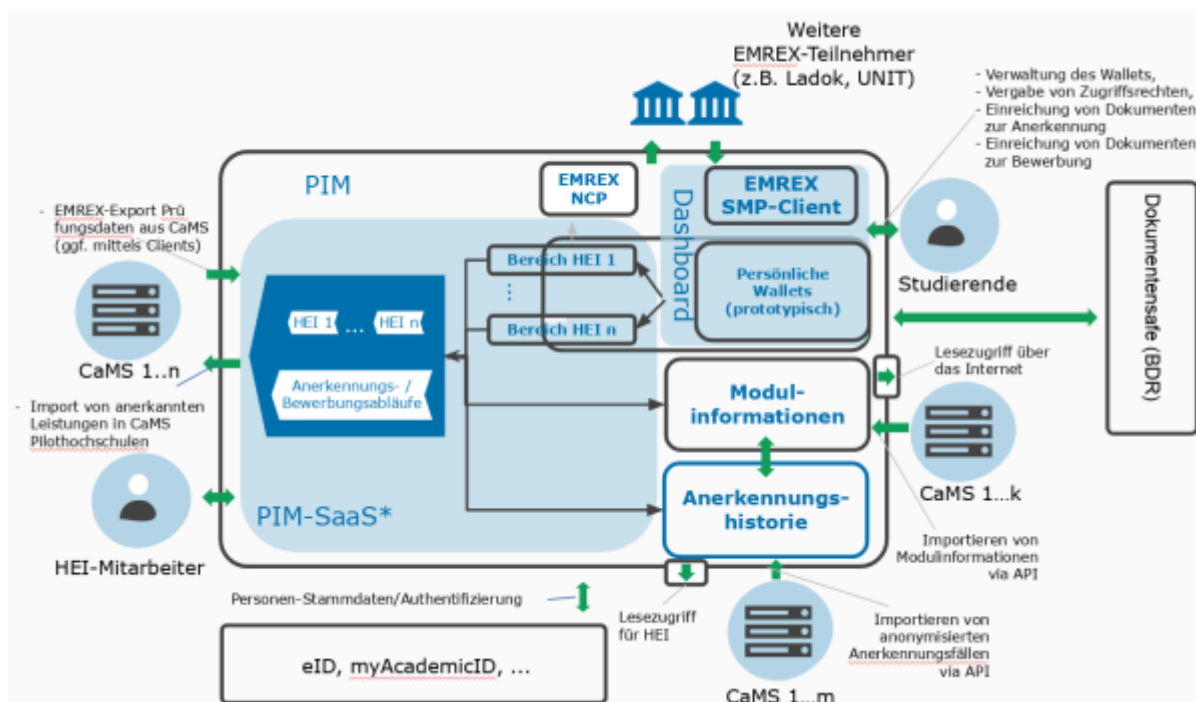 Weitere
EMREX-Teilnehmer
(z.B. Ladok, UNIT)
- Verwaltung des Wallets,
- Vergabe von Zugriffsrechten,
- Einreichung von Dokumenten
zur Anerkennung
- Einreichung von Dokumenten
zur Bewerbung
PIM
EMREX
NCP
Dashboard
EMREX
SMP-Client
- EMREX-Export Prü
fungsdaten aus CaMS
(ggf. mittels Clients)
CaMS 1..n
- Import von anerkannten
Leistungen in CaMS
Pilothochschulen
HEI-Mitarbeiter
HEI 1 ... HEI n
Anerkennungs- /
Bewerbungsabläufe
PIM-SaaS*
Bereich HEI 1
⋮
Bereich HEI n
Persönliche
Wallets
(prototypisch)
Studierende
Dokumentensafe (BDR)
Lesezugriff über
das Internet
Modul-
informationen
CaMS 1...k
Anerkennungs-
historie
Importieren von
Modulinformationen
via API
Personen-Stammdaten/Authentifizierung
eID, myAcademicID, ...
Lesezugriff
für HEI
CaMS 1...m
Importieren von
anonymisierten
Anerkennungsfällen
via API